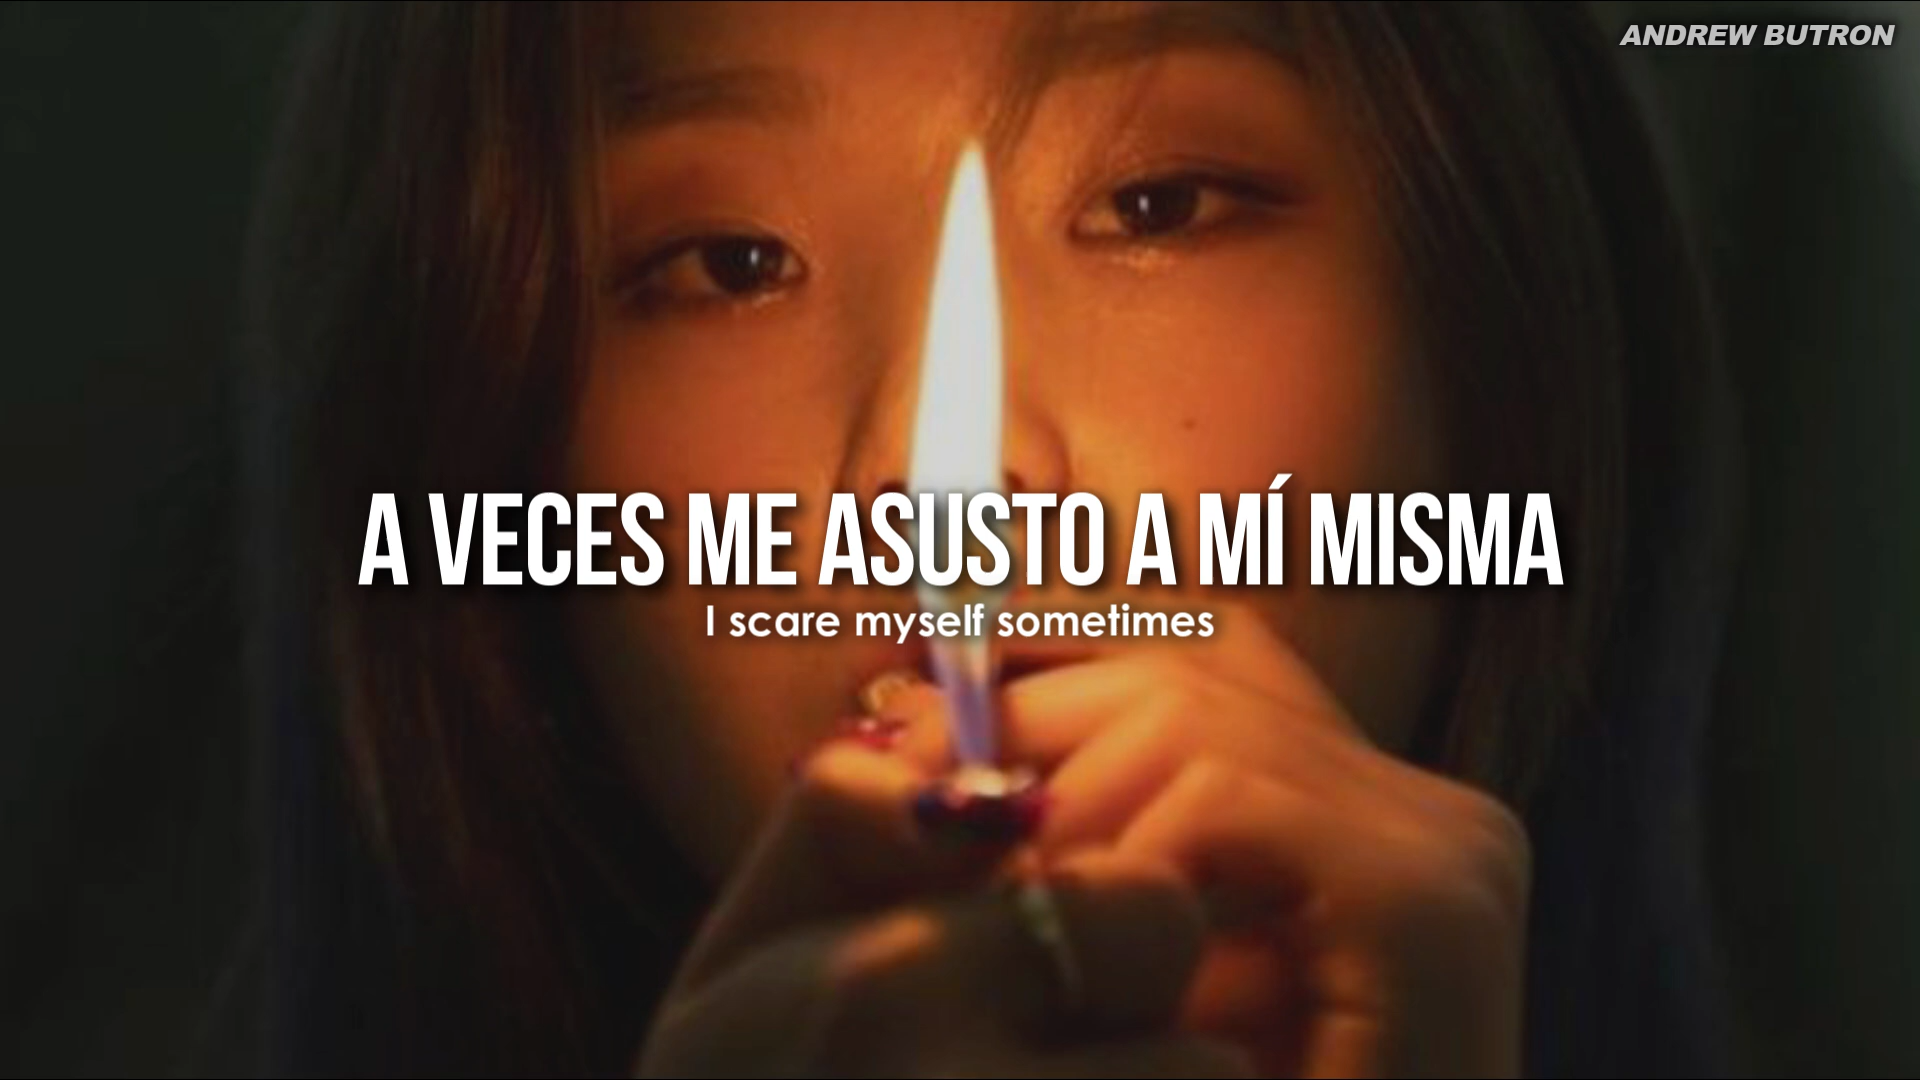 ANDREW BUTRON
A VECES ME ASUSTO A MÍ MISMA
I scare myself sometimes